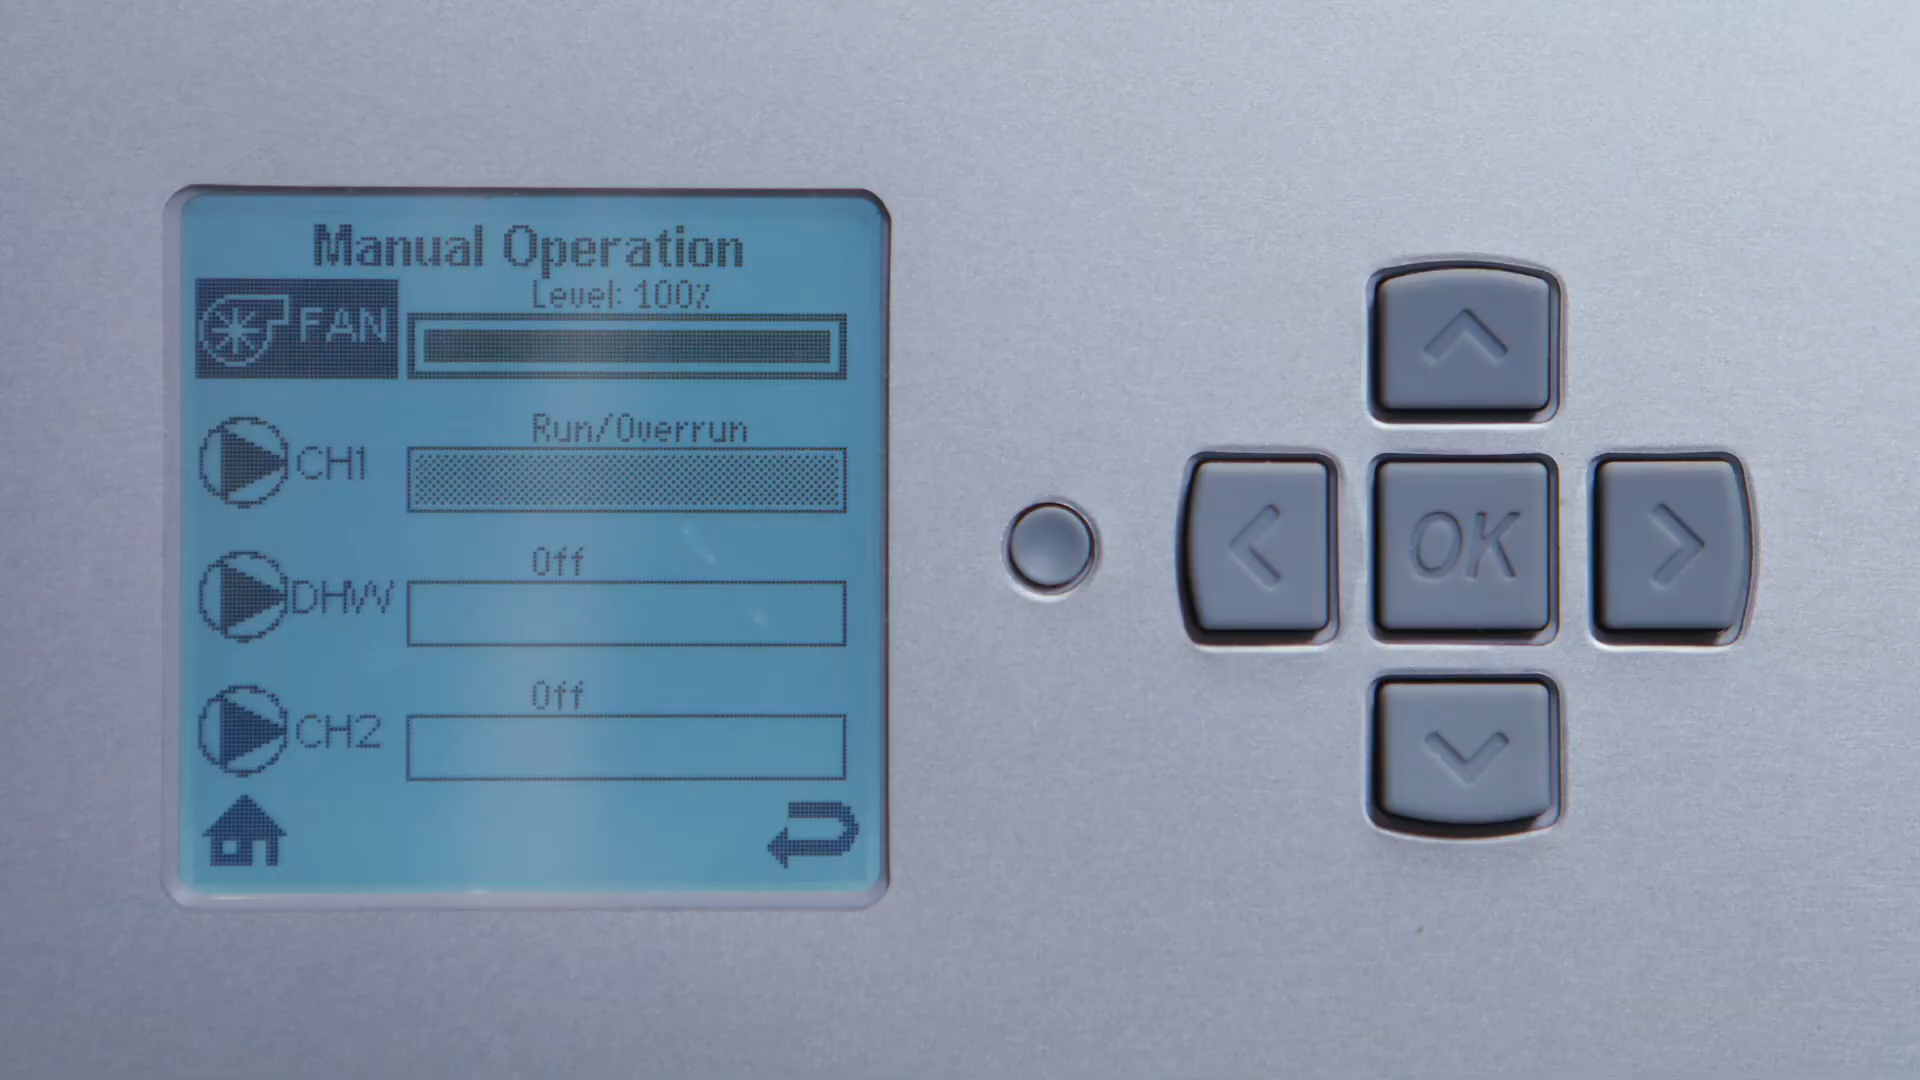 Manual Operation
Level: 100%
FAN
Run/Overrun
CH1
Off
DHW
Off
CH2
OK